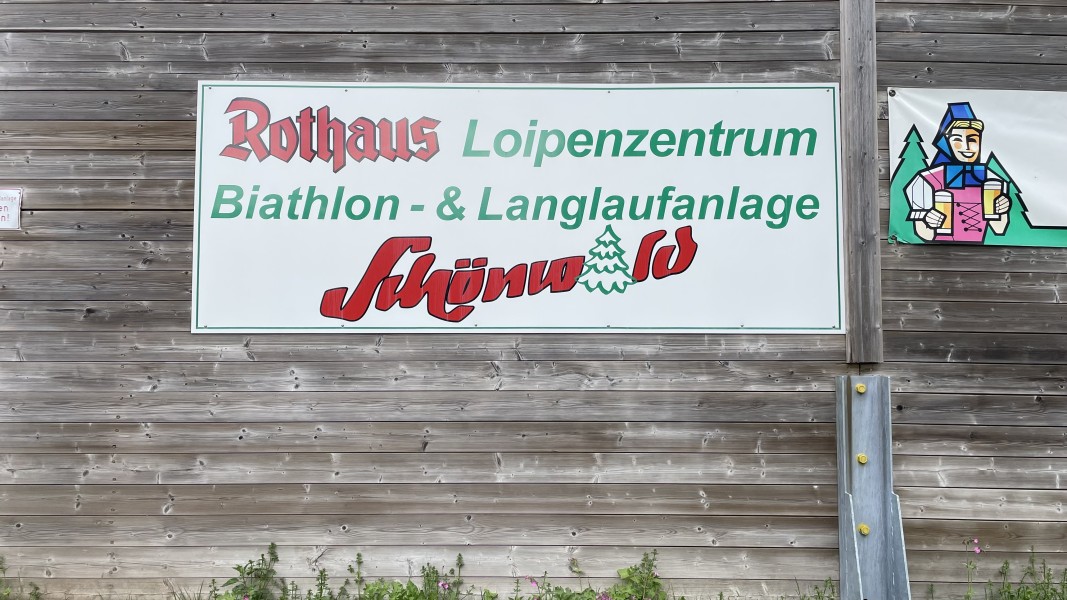 Rothaus Loipenzentrum
Biathlon - & Langlaufanlage
Schönwald